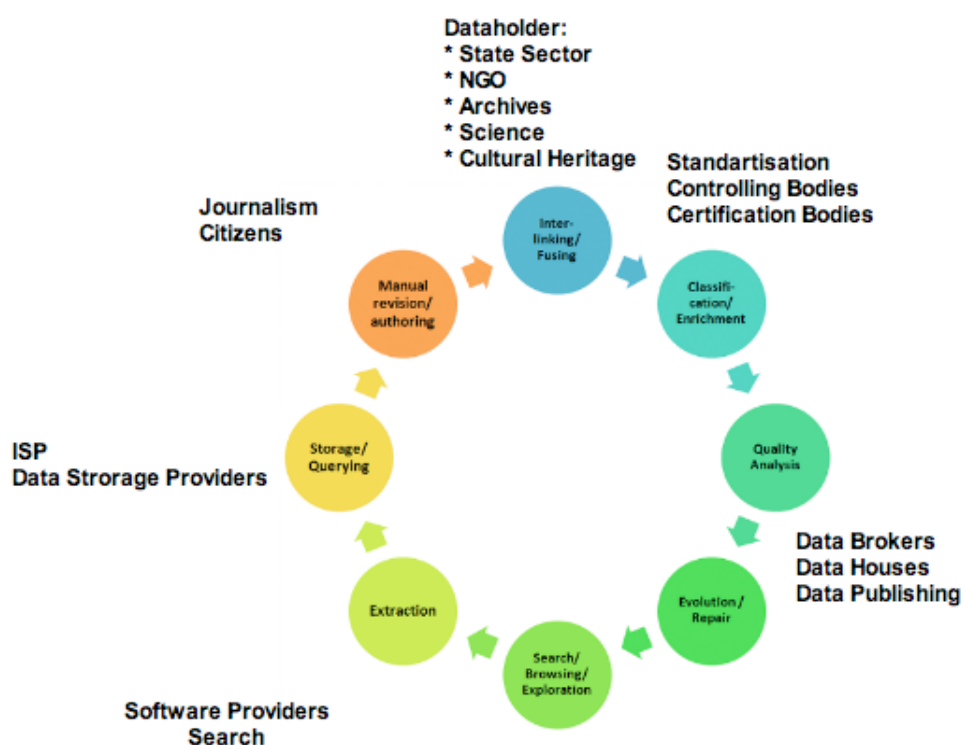 Dataholder:
* State Sector
* NGO
* Archives
* Science
* Cultural Heritage
Standartisation
Controlling Bodies
Certification Bodies
Journalism
Citizens
Inter-
linking/
Fusing
Manual
revision/
authoring
Classifi-
cation/
Enrichment
ISP
Data Strorage Providers
Storage/
Querying
Quality
Analysis
Data Brokers
Data Houses
Data Publishing
Extraction
Evolution /
Repair
Search/
Browsing/
Exploration
Software Providers
Search